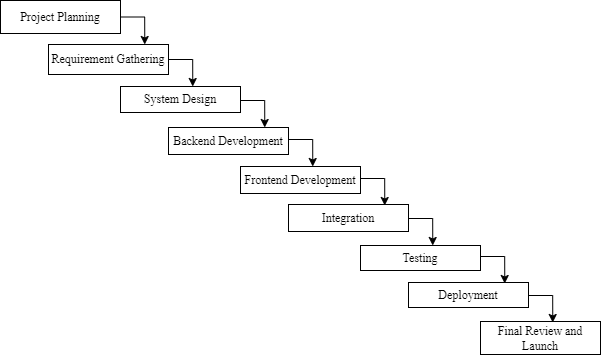 Project Planning
Requirement Gathering
System Design
Backend Development
Frontend Development
Integration
Testing
Deployment
Final Review and
Launch